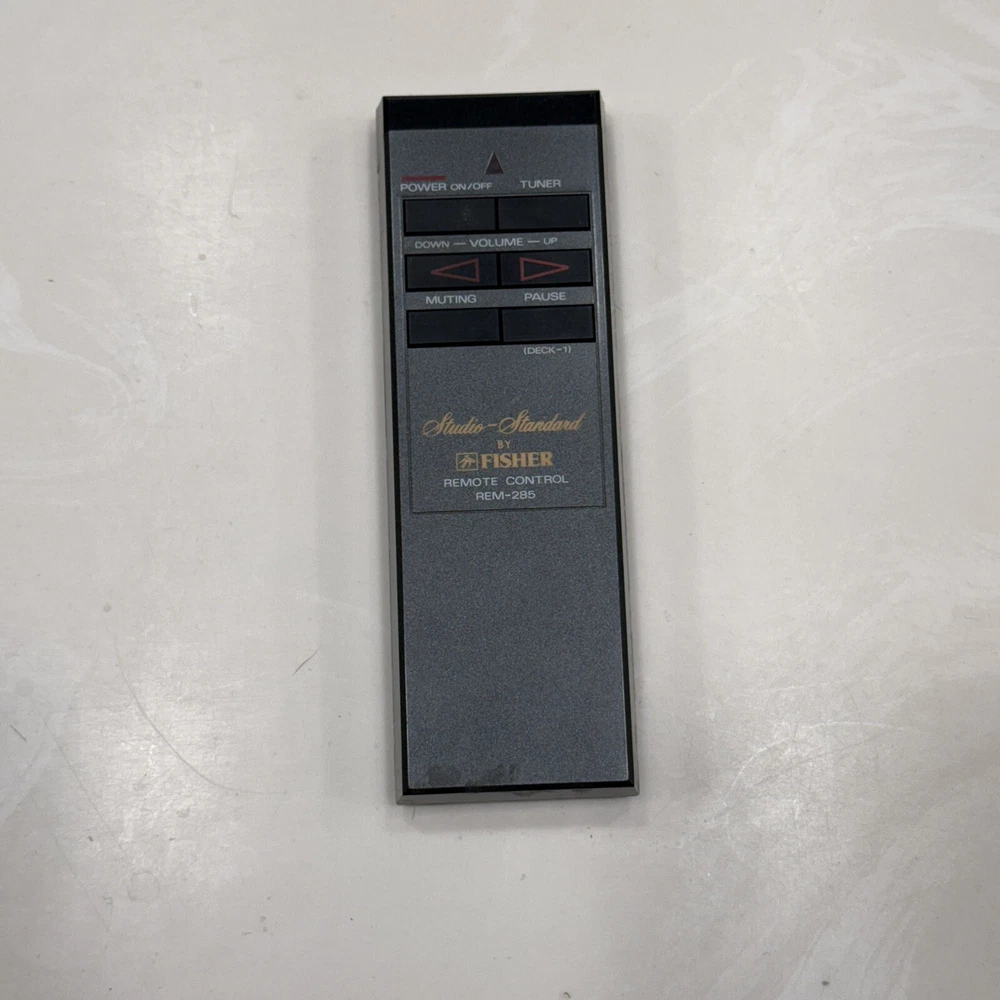 POWER ON/OFF TUNER
DOWN — VOLUME — UP
MUTING PAUSE
(DECK-1)
Studio-Standard
BY
FISHER
REMOTE CONTROL
REM-285